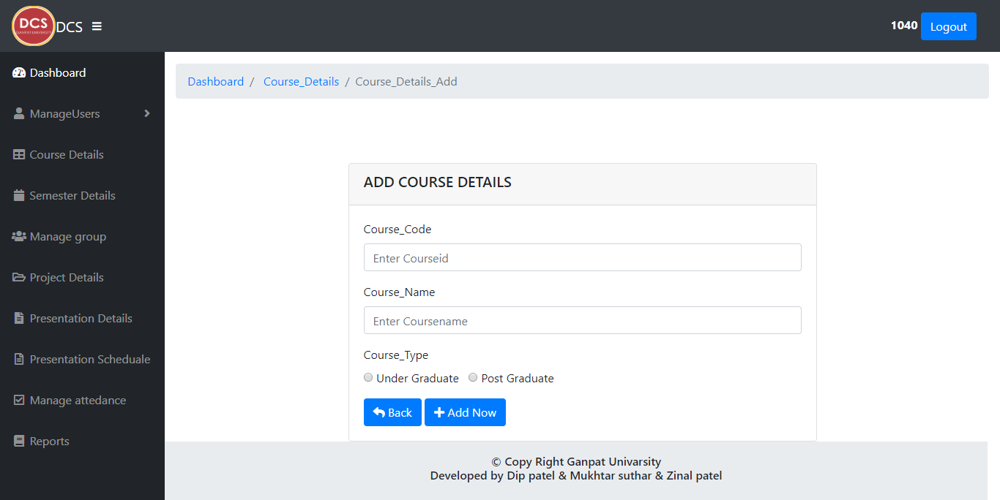 DCS
GANPAT UNIVERSITY
DCS
1040 Logout
Dashboard
ManageUsers
Course Details
Semester Details
Manage group
Project Details
Presentation Details
Presentation Scheduale
Manage attedance
Reports
Dashboard / Course_Details / Course_Details_Add
ADD COURSE DETAILS
Course_Code
Enter Courseid
Course_Name
Enter Coursename
Course_Type
Under Graduate Post Graduate
Back Add Now
© Copy Right Ganpat Univarsity
Developed by Dip patel & Mukhtar suthar & Zinal patel